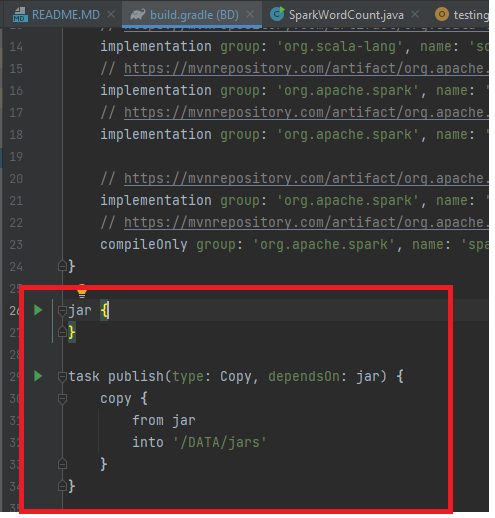 README.MD build.gradle (BD) SparkWordCount.java testing
14 implementation group: 'org.scala-lang', name:
15 // https://mvnrepository.com/artifact/org.apache.
16 implementation group: 'org.apache.spark', name: '
17 // https://mvnrepository.com/artifact/org.apache.
18 implementation group: 'org.apache.spark', name: '
19
20 // https://mvnrepository.com/artifact/org.apache.
21 implementation group: 'org.apache.spark', name: '
22 // https://mvnrepository.com/artifact/org.apache.
23 compileOnly group: 'org.apache.spark', name: 'spa
24 }
25
26 jar {
27 }
28
29 task publish(type: Copy, dependsOn: jar) {
30 copy {
31 from jar
32 into '/DATA/jars'
33 }
34 }